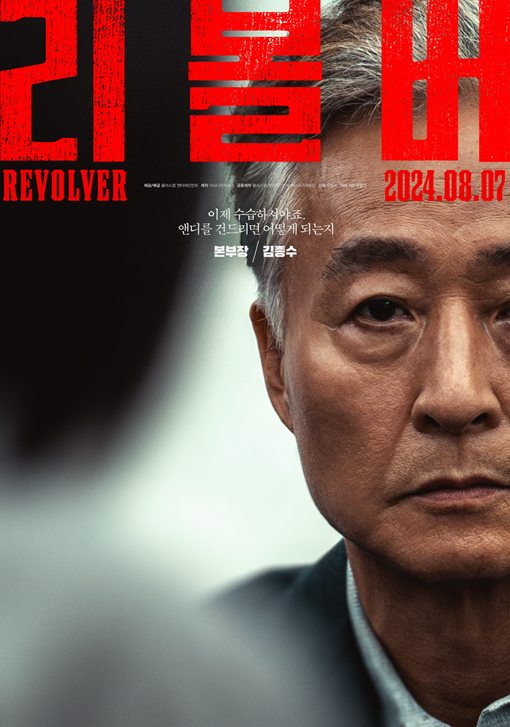 리볼버
REVOLVER
2024.08.07
이제 수습하셔야죠.
앤디를 건드리면 어떻게 되는지
본부장 / 김종수